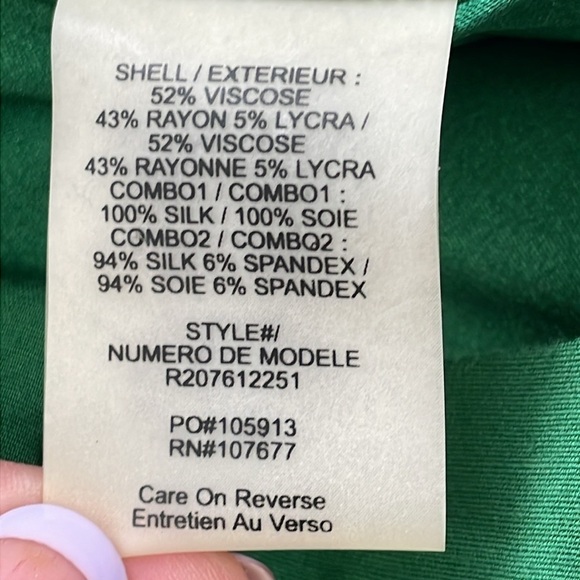 SHELL / EXTERIEUR :
52% VISCOSE
43% RAYON 5% LYCRA /
52% VISCOSE
43% RAYONNE 5% LYCRA
COMBO1 / COMBO1 :
100% SILK / 100% SOIE
COMBO2 / COMBO2 :
94% SILK 6% SPANDEX /
94% SOIE 6% SPANDEX
STYLE#/
NUMERO DE MODELE
R207612251
PO#105913
RN#107677
Care On Reverse
Entretien Au Verso